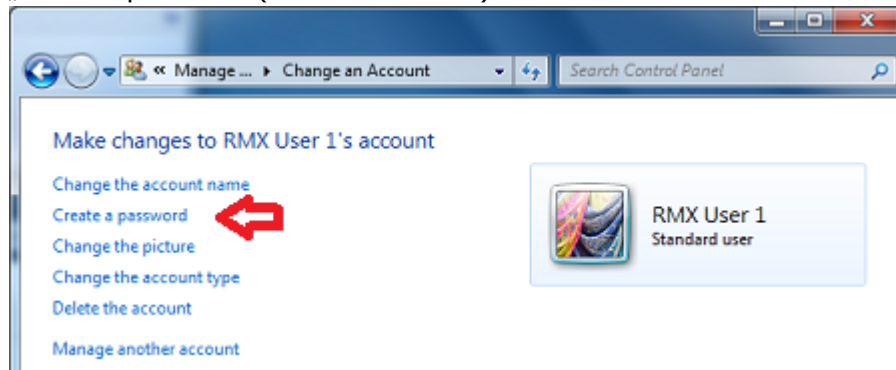 « Manage ... ▸ Change an Account
Search Control Panel
Make changes to RMX User 1's account
Change the account name
Create a password
Change the picture
Change the account type
Delete the account
Manage another account
RMX User 1
Standard user